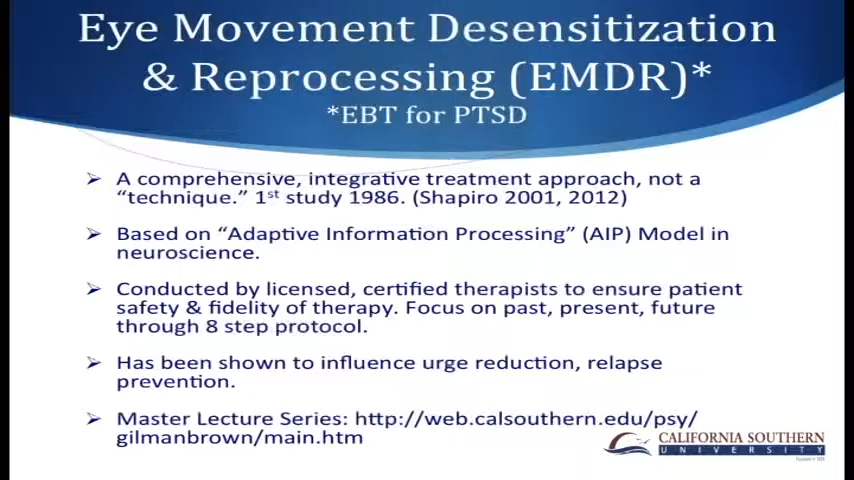 Eye Movement Desensitization
& Reprocessing (EMDR)*
*EBT for PTSD
➢ A comprehensive, integrative treatment approach, not a
“technique.” 1st study 1986. (Shapiro 2001, 2012)
➢ Based on “Adaptive Information Processing” (AIP) Model in
neuroscience.
➢ Conducted by licensed, certified therapists to ensure patient
safety & fidelity of therapy. Focus on past, present, future
through 8 step protocol.
➢ Has been shown to influence urge reduction, relapse
prevention.
➢ Master Lecture Series: http://web.calsouthern.edu/psy/
gilmanbrown/main.htm
CALIFORNIA SOUTHERN
UNIVERSITY